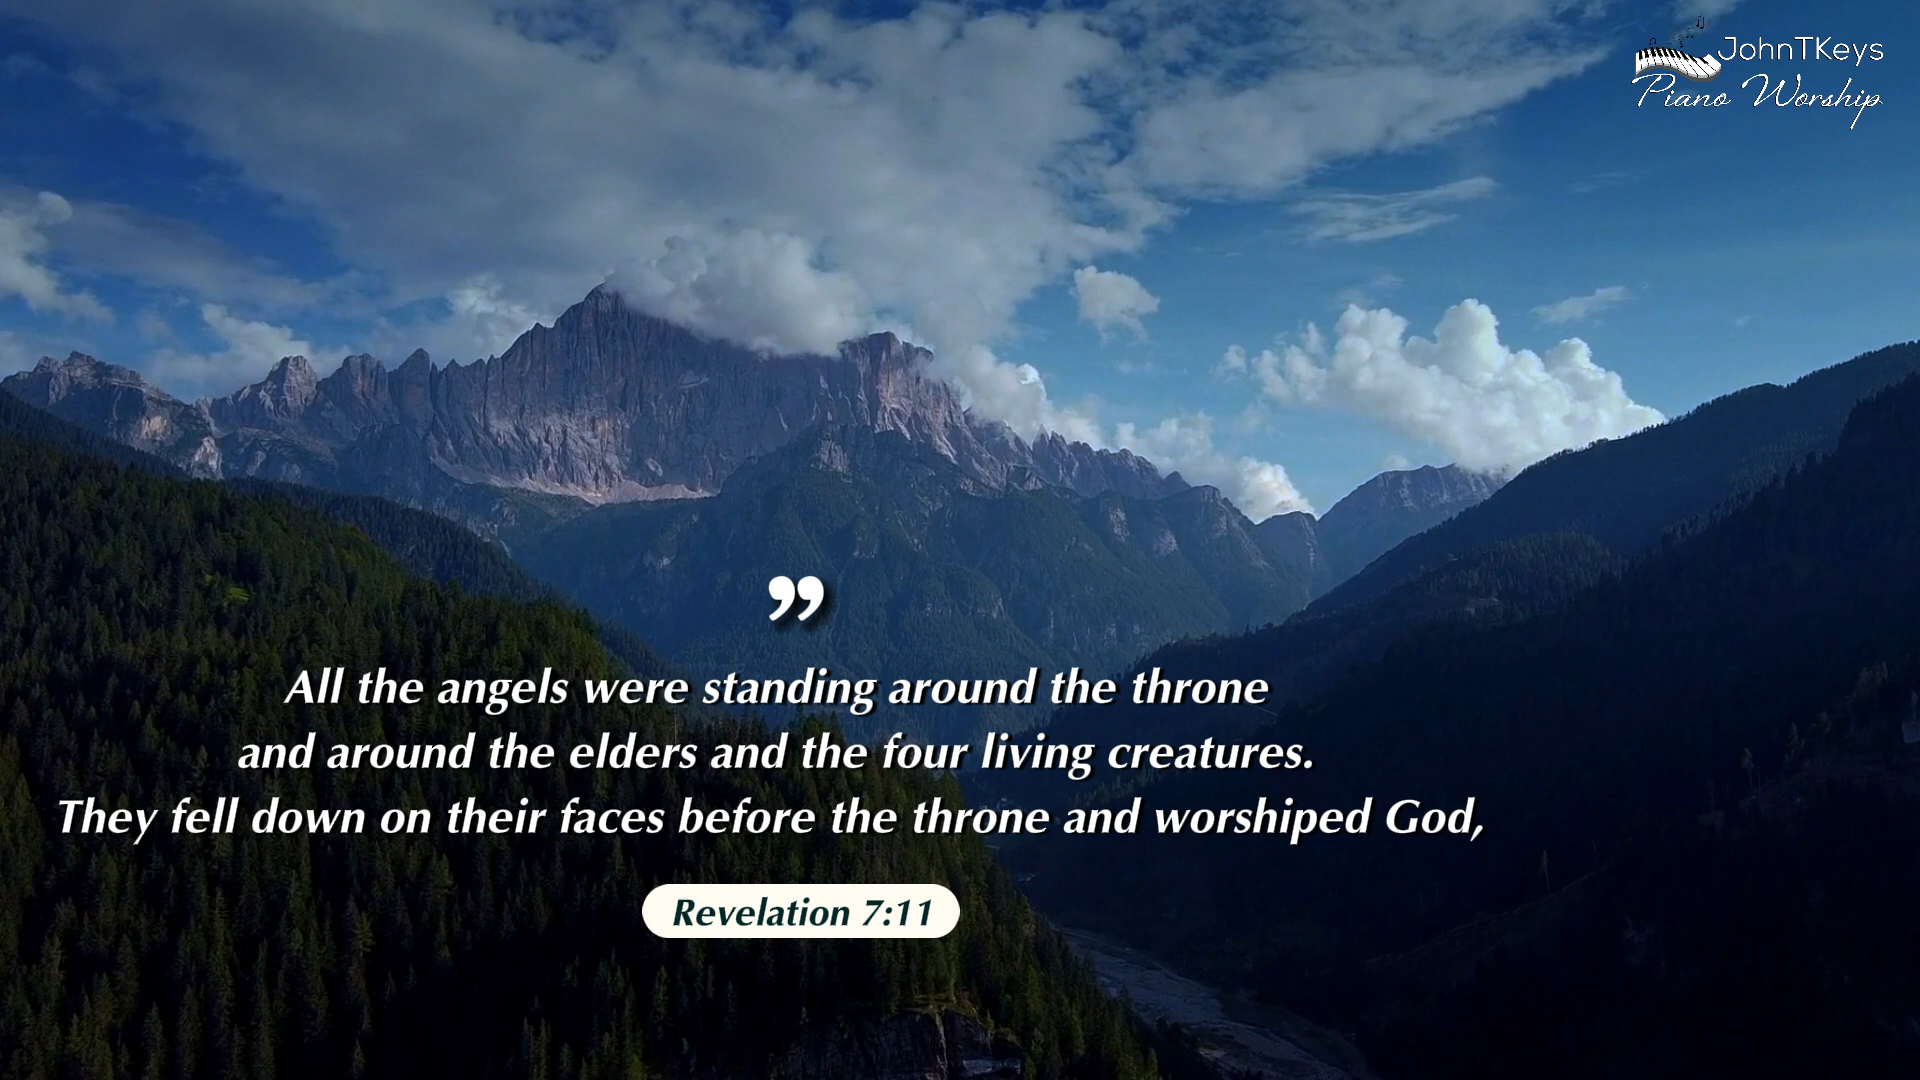 JohnTKeys
Piano Worship
”
All the angels were standing around the throne
and around the elders and the four living creatures.
They fell down on their faces before the throne and worshiped God,
Revelation 7:11